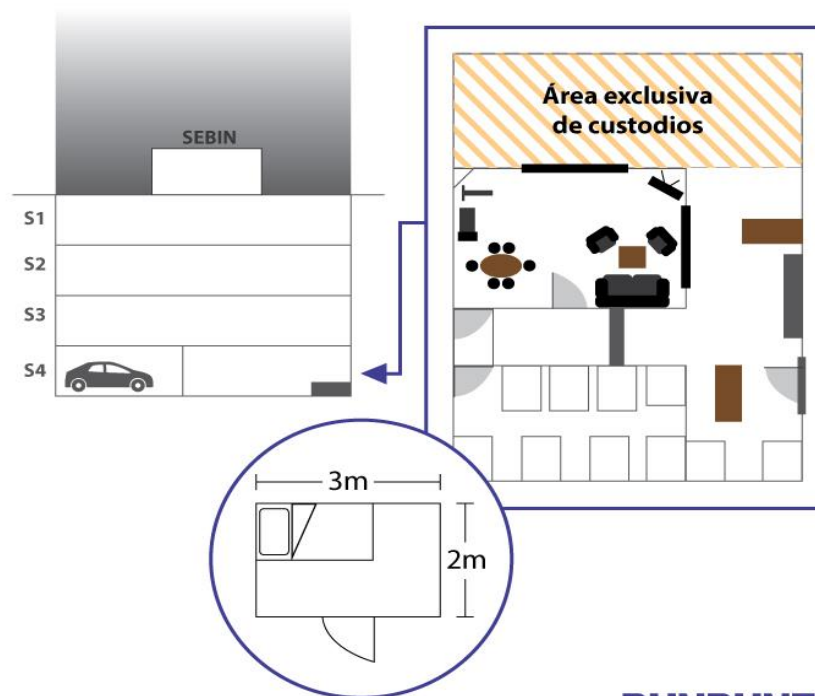 SEBIN
S1
S2
S3
S4
Área exclusiva
de custodios
3m
2m